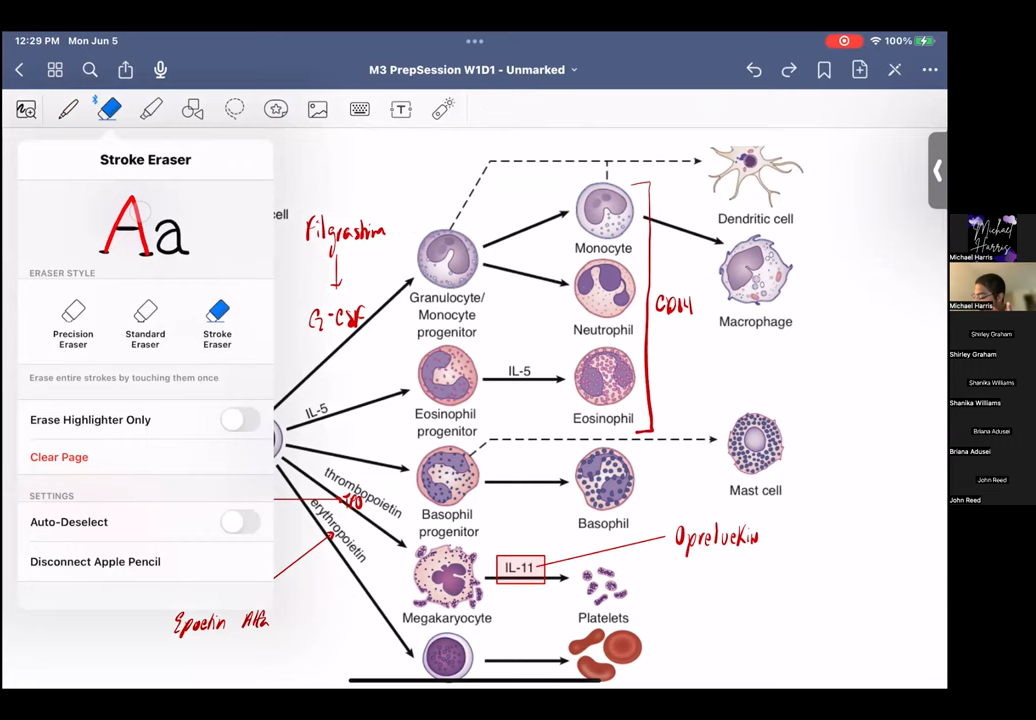 12:29 PM Mon Jun 5
100%
M3 PrepSession W1D1 - Unmarked
Stroke Eraser
Aa
ERASER STYLE
Precision Eraser
Standard Eraser
Stroke Eraser
Erase entire strokes by touching them once
Erase Highlighter Only
Clear Page
SETTINGS
Auto-Deselect
Disconnect Apple Pencil
cell
Filgrastim
G-CSF
Granulocyte/
Monocyte
progenitor
Monocyte
Neutrophil
CD14
Dendritic cell
Macrophage
IL-5
Eosinophil
progenitor
IL-5
Eosinophil
Basophil
progenitor
Basophil
Mast cell
thrombopoietin
TPO
erythropoietin
Megakaryocyte
IL-11
Platelets
Oprelvekin
Epoetin Alfa
T
Michael Harris
Michael Harris
Michael Harris
Shirley Graham
Shirley Graham
Shanika Williams
Shanika Williams
Briana Adusei
Briana Adusei
John Reed
John Reed